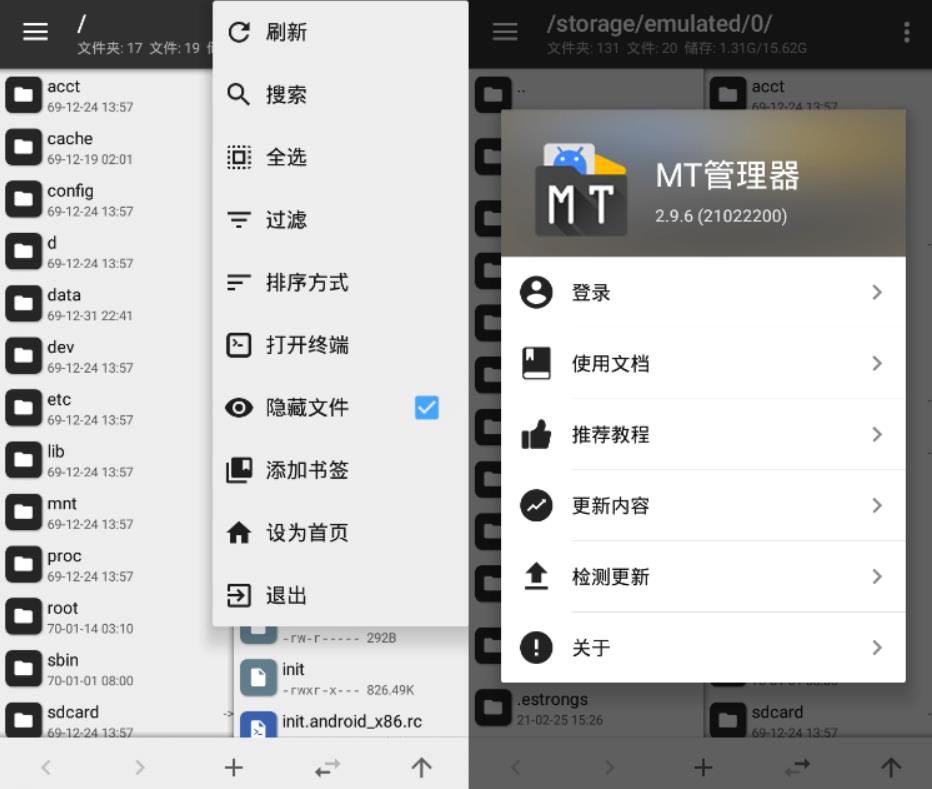 /
文件夹: 17 文件: 19
acct
69-12-24 13:57
cache
69-12-19 02:01
config
69-12-24 13:57
d
69-12-24 13:57
data
69-12-31 22:41
dev
69-12-24 13:57
etc
69-12-24 13:57
lib
69-12-24 13:57
mnt
69-12-24 13:57
proc
69-12-24 13:57
root
70-01-14 03:10
sbin
70-01-01 08:00
sdcard
69-12-24 13:57
->
刷新
搜索
全选
过滤
排序方式
打开终端
隐藏文件
添加书签
设为首页
退出
-rw-r----- 292B
init
-rwxr-x--- 826.49K
init.android_x86.rc
/storage/emulated/0/
文件夹: 131 文件: 20 储存: 1.31G/15.62G
..
acct
69-12-24 13:57
MT
MT管理器
2.9.6 (21022200)
登录
使用文档
推荐教程
更新内容
检测更新
关于
.estrongs
21-02-25 15:26
sdcard
69-12-24 13:57